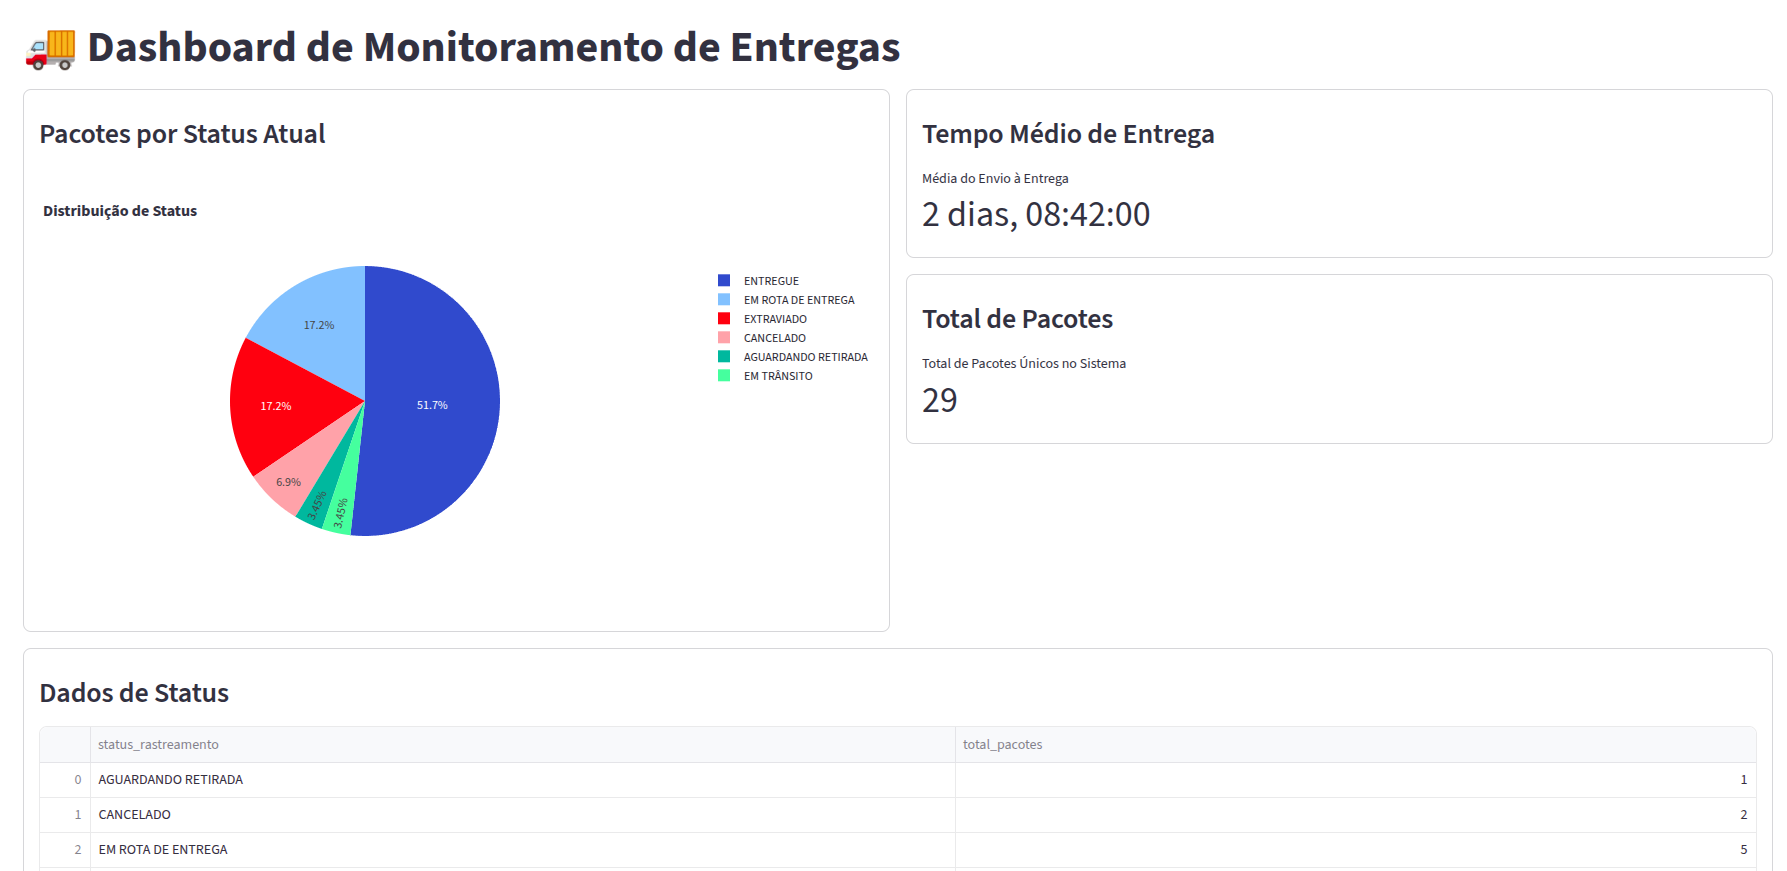 🚚 Dashboard de Monitoramento de Entregas
Pacotes por Status Atual
Distribuição de Status
17.2%
17.2%
51.7%
6.9%
3.45%
3.45%
ENTREGUE
EM ROTA DE ENTREGA
EXTRAVIADO
CANCELADO
AGUARDANDO RETIRADA
EM TRÂNSITO
Tempo Médio de Entrega
Média do Envio à Entrega
2 dias, 08:42:00
Total de Pacotes
Total de Pacotes Únicos no Sistema
29
Dados de Status
status_rastreamento total_pacotes
0 AGUARDANDO RETIRADA 1
1 CANCELADO 2
2 EM ROTA DE ENTREGA 5